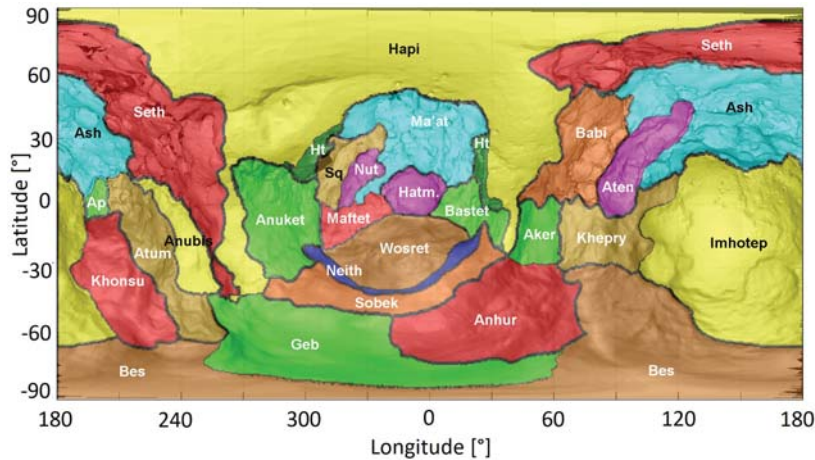 90
60
30
0
-30
-60
-90
Latitude [°]
Hapi
Seth
Seth
Ash
Ash
Ma'at
Babi
Ht
Ht
Sq
Nut
Aten
Ap
Hatm.
Anuket
Maftet
Bastet
Atum
Anubis
Wosret
Aker
Khepry
Imhotep
Khonsu
Neith
Sobek
Anhur
Geb
Bes
Bes
180 240 300 0 60 120 180
Longitude [°]